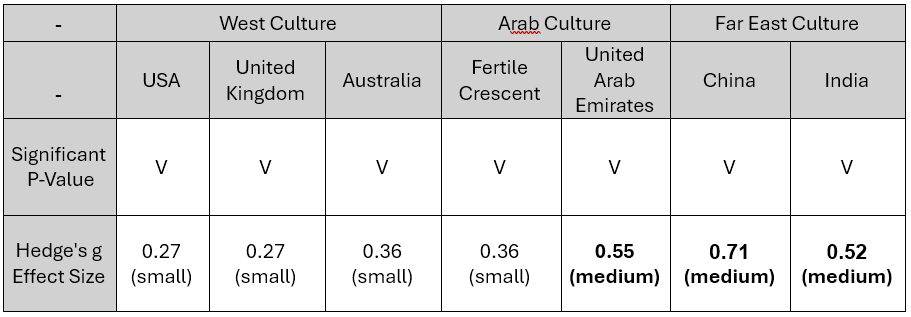 - West Culture Arab Culture Far East Culture
- USA United Kingdom Australia Fertile Crescent United Arab Emirates China India
Significant P-Value V V V V V V V
Hedge's g Effect Size 0.27 (small) 0.27 (small) 0.36 (small) 0.36 (small) 0.55 (medium) 0.71 (medium) 0.52 (medium)